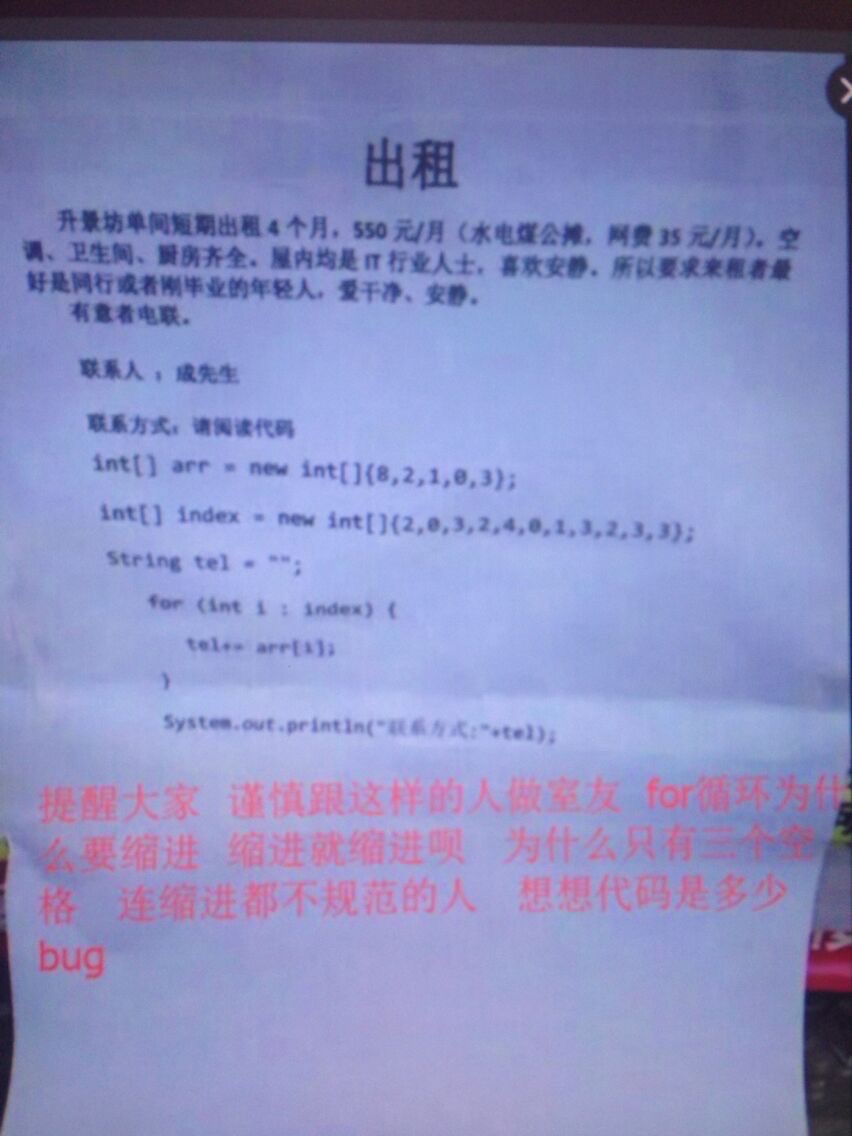 出租
升景坊单间短期出租 4 个月，550 元/月（水电煤公摊，网费 35 元/月）。空
调、卫生间、厨房齐全。屋内均是 IT 行业人士，喜欢安静。所以要求来租者最
好是同行或者刚毕业的年轻人，爱干净、安静。
有意者电联。
联系人 ：成先生
联系方式：请阅读代码
int[] arr = new int[]{8,2,1,0,3};
int[] index = new int[]{2,0,3,2,4,0,1,3,2,3,3};
String tel = "";
for (int i : index) {
tel+= arr[i];
}
System.out.println("联系方式:"+tel);
提醒大家 谨慎跟这样的人做室友 for循环为什
么要缩进 缩进就缩进呗 为什么只有三个空
格 连缩进都不规范的人 想想代码是多少
bug